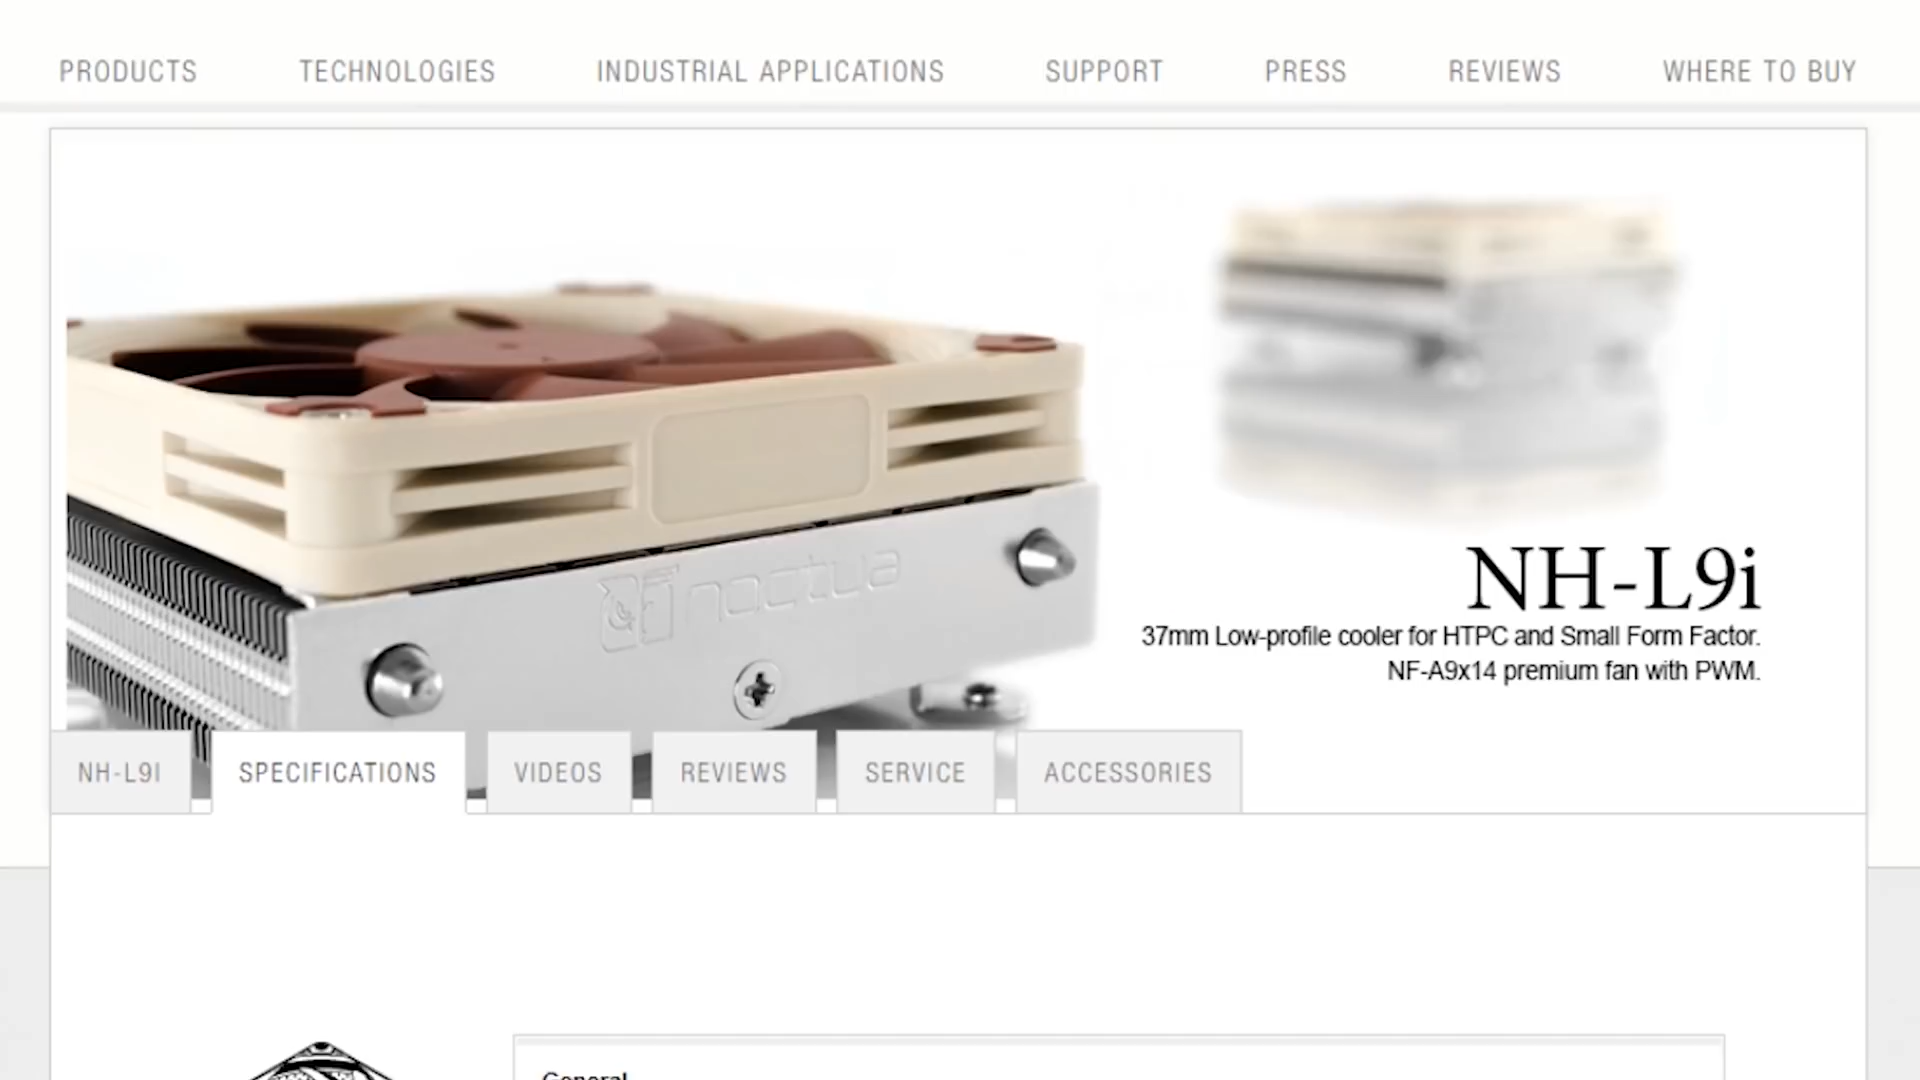 PRODUCTS
TECHNOLOGIES
INDUSTRIAL APPLICATIONS
SUPPORT
PRESS
REVIEWS
WHERE TO BUY
noctua
NH-L9i
37mm Low-profile cooler for HTPC and Small Form Factor.
NF-A9x14 premium fan with PWM.
NH-L9I
SPECIFICATIONS
VIDEOS
REVIEWS
SERVICE
ACCESSORIES
General